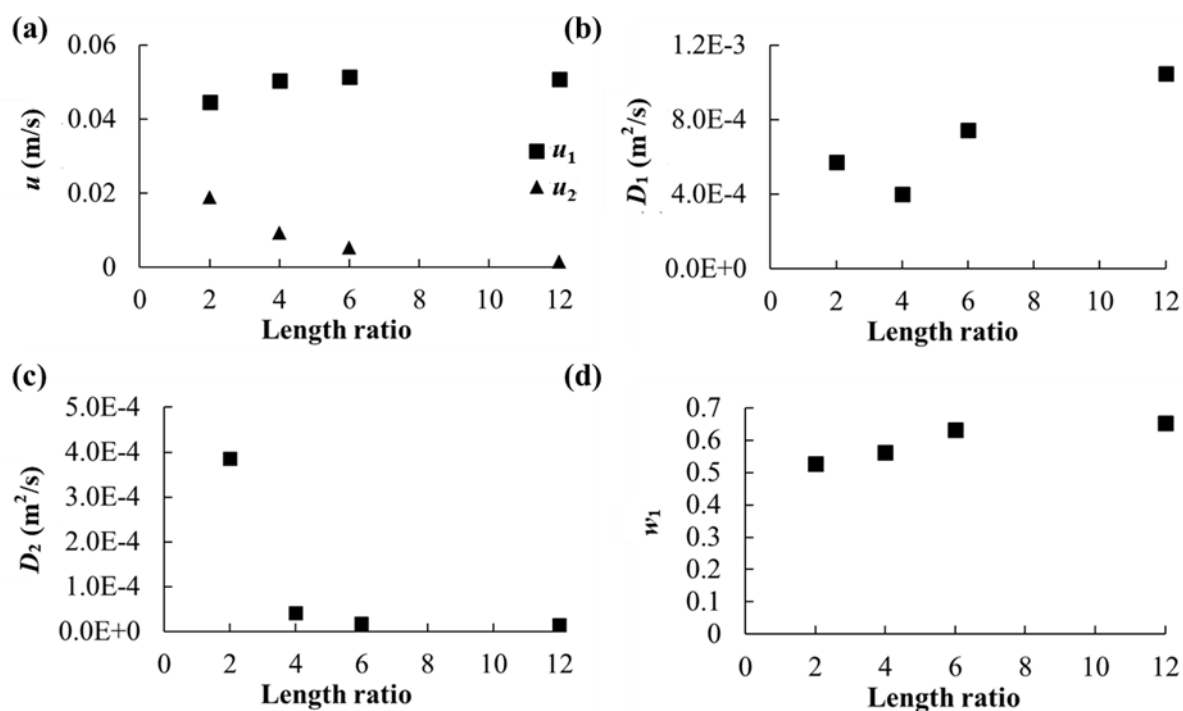 (a)
0.06
0.04
0.02
0
u (m/s)
u₁
u₂
0 2 4 6 8 10 12
Length ratio
(b)
1.2E-3
8.0E-4
4.0E-4
0.0E+0
D₁ (m²/s)
0 2 4 6 8 10 12
Length ratio
(c)
5.0E-4
4.0E-4
3.0E-4
2.0E-4
1.0E-4
0.0E+0
D₂ (m²/s)
0 2 4 6 8 10 12
Length ratio
(d)
0.7
0.6
0.5
0.4
0.3
0.2
0.1
0
w₁
0 2 4 6 8 10 12
Length ratio